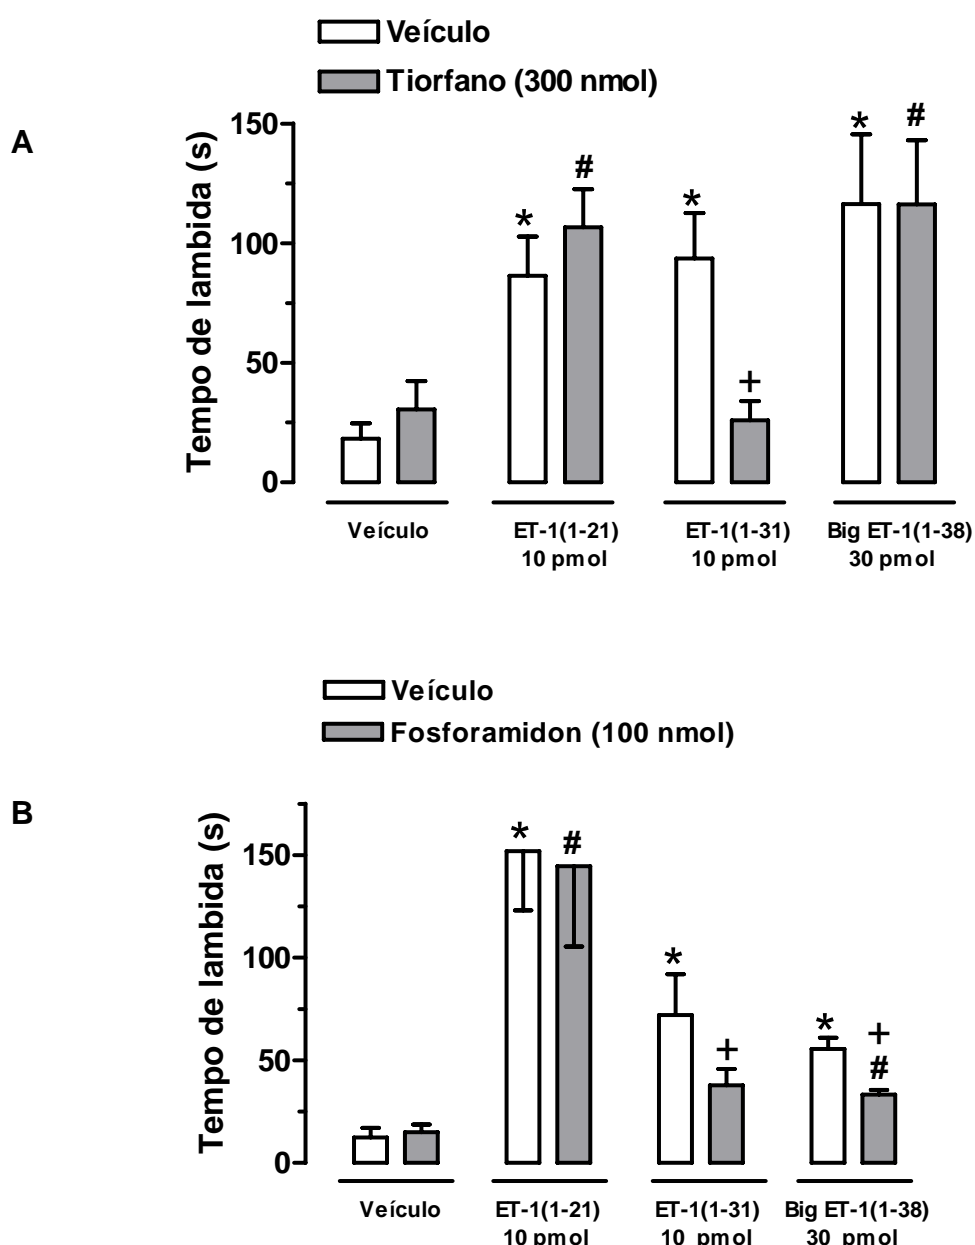 Veículo
Tiorfano (300 nmol)
A
Tempo de lambida (s)
150
100
50
0
* # * + * #
Veículo
ET-1(1-21)
10 pmol
ET-1(1-31)
10 pmol
Big ET-1(1-38)
30 pmol
Veículo
Fosforamidon (100 nmol)
B
Tempo de lambida (s)
150
100
50
0
* # * + * +
#
Veículo
ET-1(1-21)
10 pmol
ET-1(1-31)
10 pmol
Big ET-1(1-38)
30 pmol